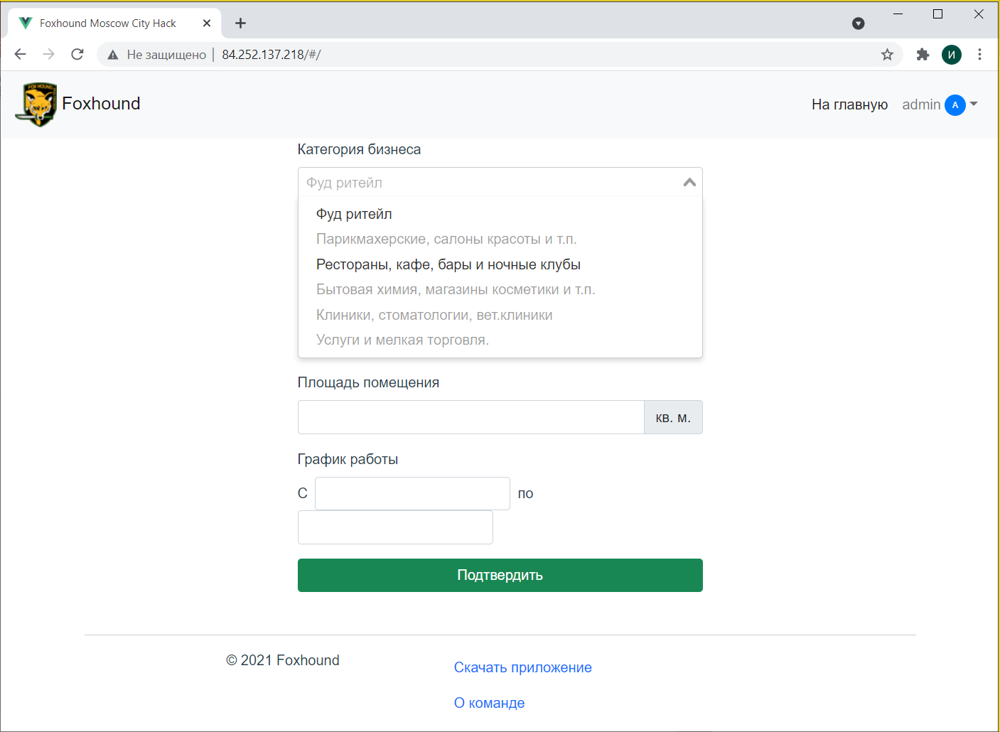 Foxhound Moscow City Hack
Не защищено | 84.252.137.218/#/
И
FOX HOUND
Foxhound
На главную admin A
Категория бизнеса
Фуд ритейл
Фуд ритейл
Парикмахерские, салоны красоты и т.п.
Рестораны, кафе, бары и ночные клубы
Бытовая химия, магазины косметики и т.п.
Клиники, стоматологии, вет.клиники
Услуги и мелкая торговля.
Площадь помещения
кв. м.
График работы
С по
Подтвердить
© 2021 Foxhound
Скачать приложение
О команде